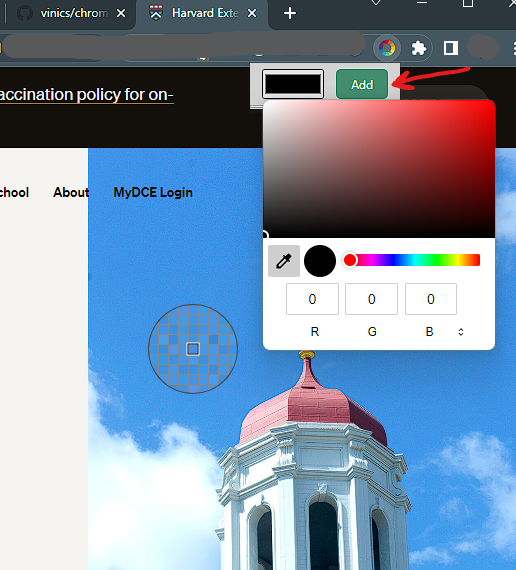 vinics/chrom
Harvard Exte
accination policy for on-
Add
chool About MyDCE Login
0 0 0
R G B